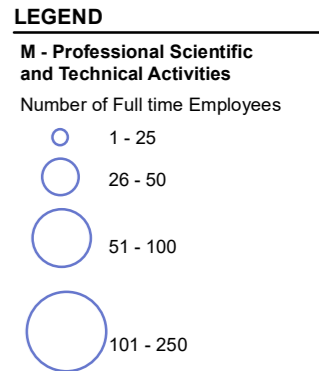 LEGEND
M - Professional Scientific
and Technical Activities
Number of Full time Employees
1 - 25
26 - 50
51 - 100
101 - 250